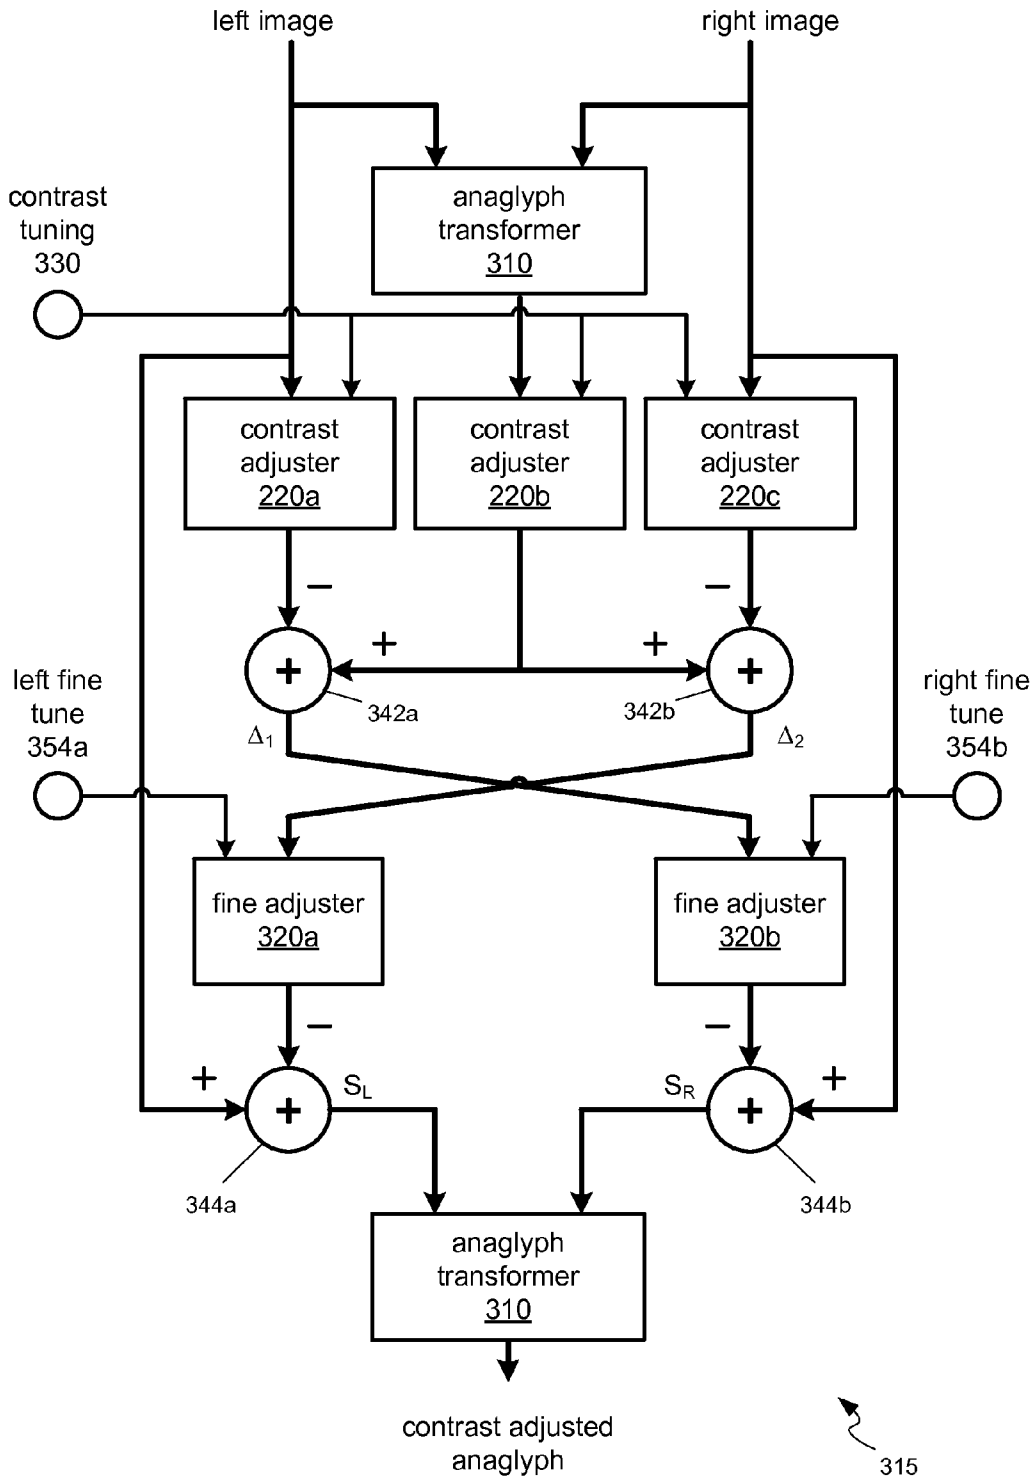 left image
right image
anaglyph
transformer
310
contrast
tuning
330
contrast
adjuster
220a
contrast
adjuster
220b
contrast
adjuster
220c
−
−
+
+
+
+
342a
342b
left fine
tune
354a
right fine
tune
354b
Δ1
Δ2
fine adjuster
320a
fine adjuster
320b
−
−
+
SL
SR
+
+
+
344a
344b
anaglyph
transformer
310
contrast adjusted
anaglyph
315